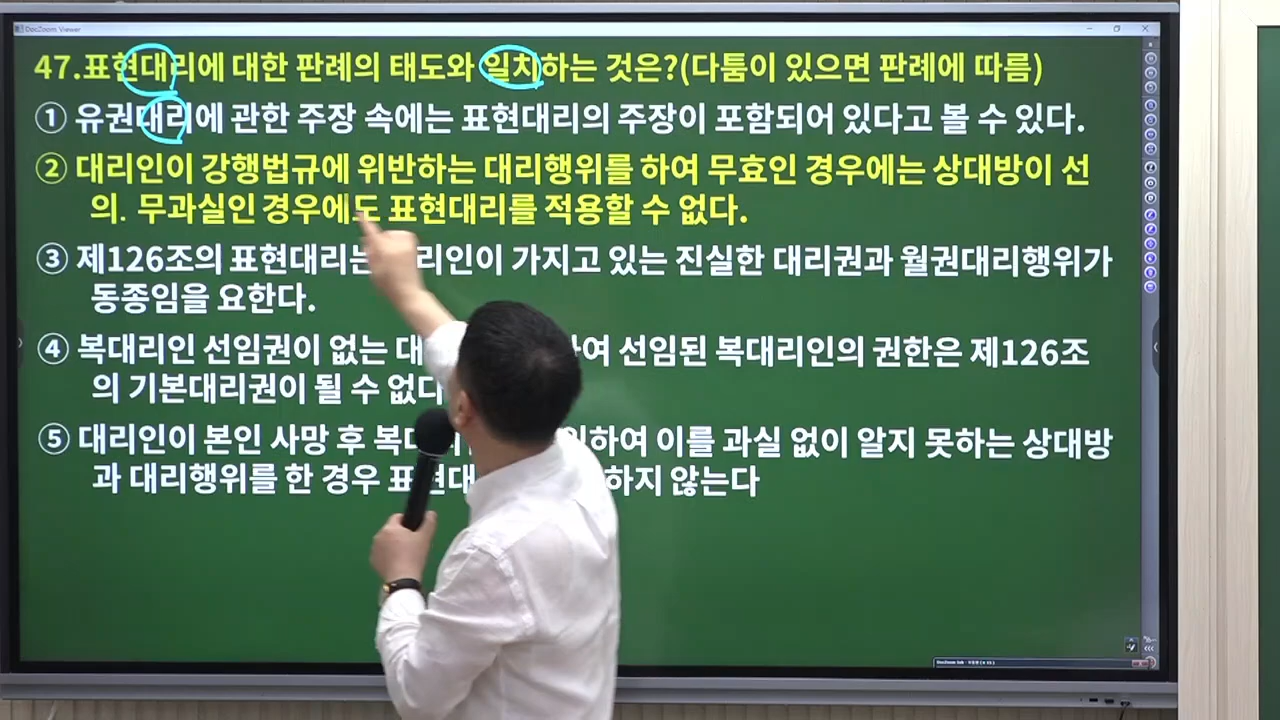 DocZoom Viewer
47.표현대리에 대한 판례의 태도와 일치하는 것은?(다툼이 있으면 판례에 따름)
① 유권대리에 관한 주장 속에는 표현대리의 주장이 포함되어 있다고 볼 수 있다.
② 대리인이 강행법규에 위반하는 대리행위를 하여 무효인 경우에는 상대방이 선
의. 무과실인 경우에도 표현대리를 적용할 수 없다.
③ 제126조의 표현대리는 리인이 가지고 있는 진실한 대리권과 월권대리행위가
동종임을 요한다.
④ 복대리인 선임권이 없는 대 하여 선임된 복대리인의 권한은 제126조
의 기본대리권이 될 수 없다
⑤ 대리인이 본인 사망 후 복대 임하여 이를 과실 없이 알지 못하는 상대방
과 대리행위를 한 경우 표현대 하지 않는다